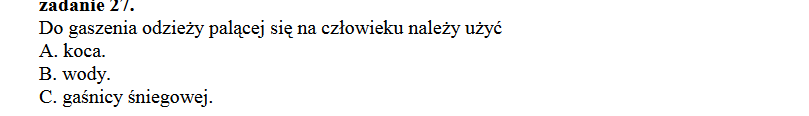 zadanie 27.
Do gaszenia odzieży palącej się na człowieku należy użyć
A. koca.
B. wody.
C. gaśnicy śniegowej.